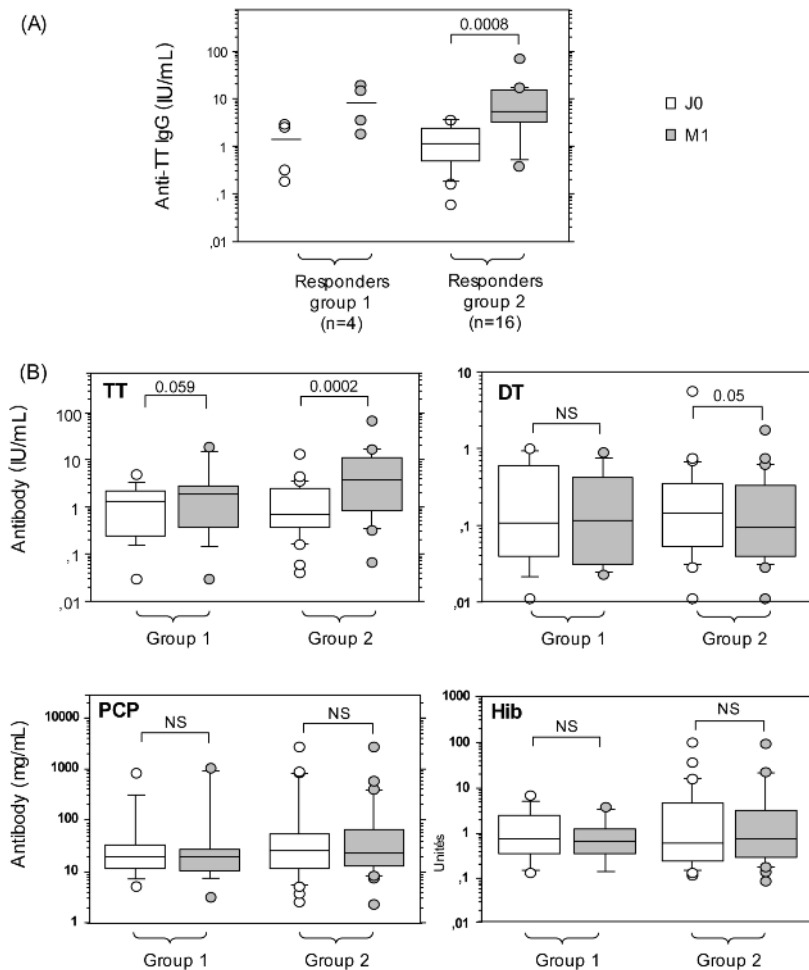 (A)
0.0008
Anti-TT IgG (IU/mL)
100
10
1
,1
,01
J0
M1
Responders
group 1
(n=4)
Responders
group 2
(n=16)
(B)
TT
0.059
0.0002
Antibody (IU/mL)
100
10
1
,1
,01
Group 1
Group 2
DT
NS
0.05
10
1
,1
,01
Group 1
Group 2
PCP
NS
NS
Antibody (mg/mL)
10000
1000
100
10
1
Group 1
Group 2
Hib
NS
NS
Unités
1000
100
10
1
,1
,01
Group 1
Group 2